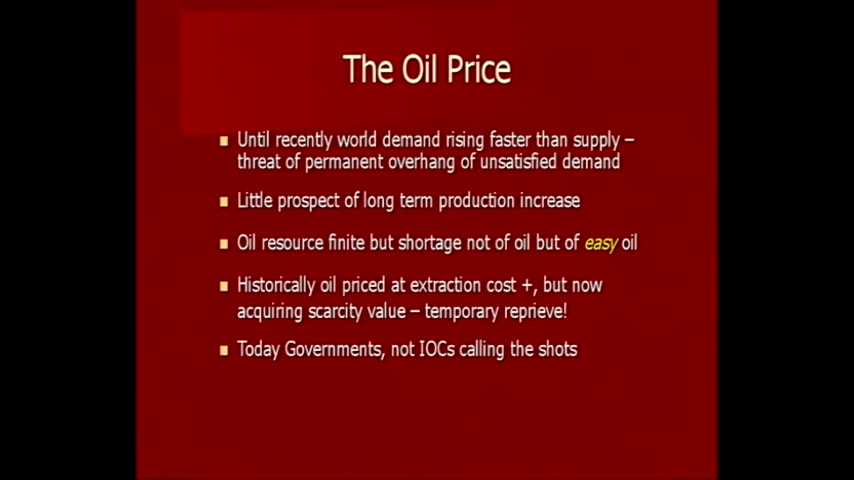 The Oil Price
Until recently world demand rising faster than supply –
threat of permanent overhang of unsatisfied demand
Little prospect of long term production increase
Oil resource finite but shortage not of oil but of easy oil
Historically oil priced at extraction cost +, but now
acquiring scarcity value – temporary reprieve!
Today Governments, not IOCs calling the shots